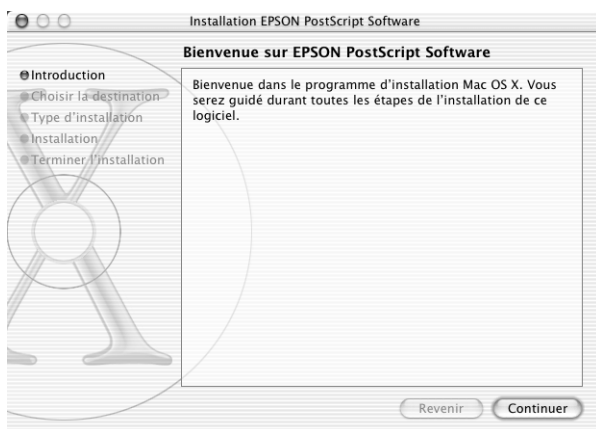 Installation EPSON PostScript Software
Bienvenue sur EPSON PostScript Software
Introduction
Choisir la destination
Type d'installation
Installation
Terminer l'installation
Bienvenue dans le programme d'installation Mac OS X. Vous
serez guidé durant toutes les étapes de l'installation de ce
logiciel.
Revenir
Continuer